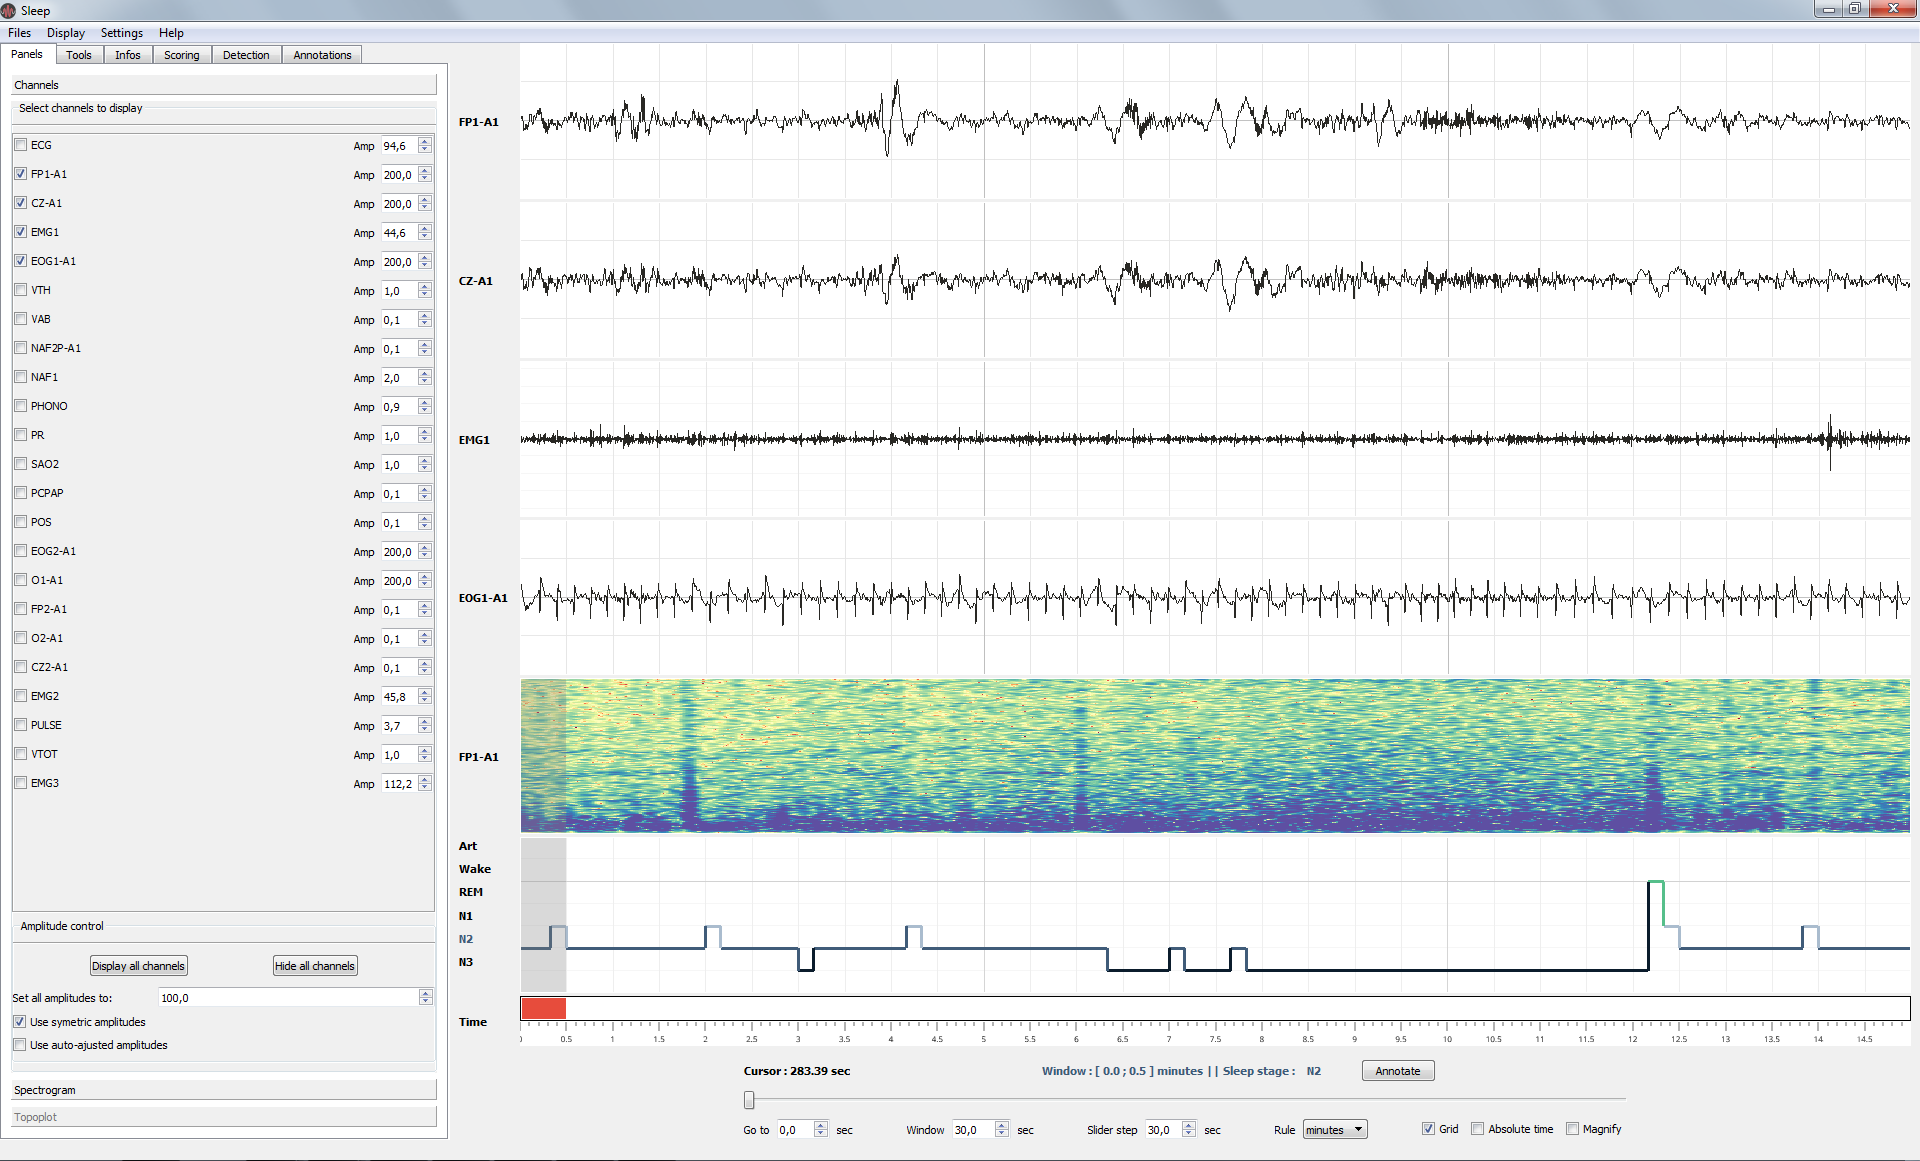 Sleep
Files Display Settings Help
Panels Tools Infos Scoring Detection Annotations
Channels
Select channels to display
ECG Amp 94,6
FP1-A1 Amp 200,0
CZ-A1 Amp 200,0
EMG1 Amp 44,6
EOG1-A1 Amp 200,0
VTH Amp 1,0
VAB Amp 0,1
NAF2P-A1 Amp 0,1
NAF1 Amp 2,0
PHONO Amp 0,9
PR Amp 1,0
SAO2 Amp 1,0
PCPAP Amp 0,1
POS Amp 0,1
EOG2-A1 Amp 200,0
O1-A1 Amp 200,0
FP2-A1 Amp 0,1
O2-A1 Amp 0,1
CZ2-A1 Amp 0,1
EMG2 Amp 45,8
PULSE Amp 3,7
VTOT Amp 1,0
EMG3 Amp 112,2
Amplitude control
Display all channels Hide all channels
Set all amplitudes to: 100,0
Use symetric amplitudes
Use auto-ajusted amplitudes
Spectrogram
Topoplot
FP1-A1
CZ-A1
EMG1
EOG1-A1
FP1-A1
Art
Wake
REM
N1
N2
N3
Time
0.5 1 1.5 2 2.5 3 3.5 4 4.5 5 5.5 6 6.5 7 7.5 8 8.5 9 9.5 10 10.5 11 11.5 12 12.5 13 13.5 14 14.5
Cursor : 283.39 sec Window : [ 0.0 ; 0.5 ] minutes || Sleep stage : N2 Annotate
Go to 0,0 sec Window 30,0 sec Slider step 30,0 sec Rule minutes Grid Absolute time Magnify